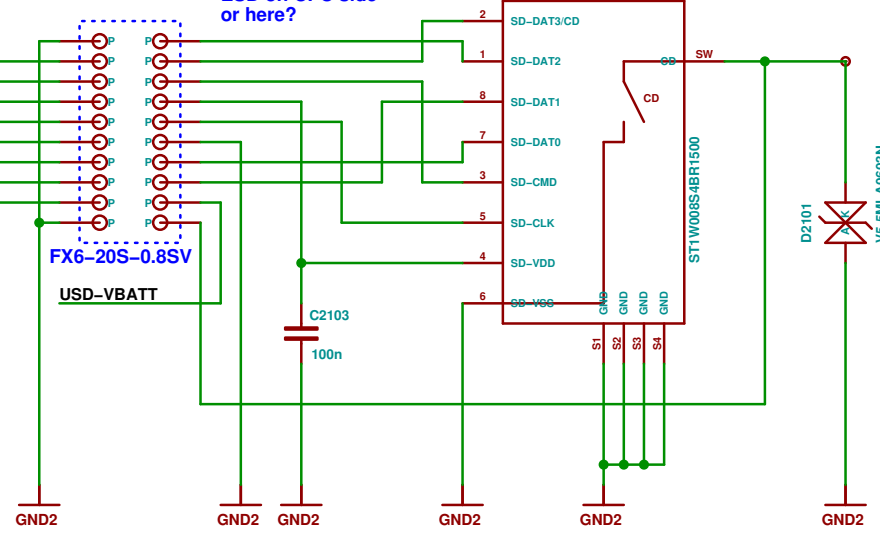 or here?
2 SD-DAT3/CD
P P
1 SD-DAT2 CD SW
P P
P P
8 SD-DAT1 CD
P P
P P
7 SD-DAT0
P P
P P
3 SD-CMD
P P
P P
5 SD-CLK
P P
ST1W008S4BR1500
D2101
A K
FX6-20S-0.8SV
4 SD-VDD
USD-VBATT
6 SD-VSS
GND GND GND GND
C2103
S1 S2 S3 S4
100n
GND2 GND2 GND2 GND2 GND2 GND2